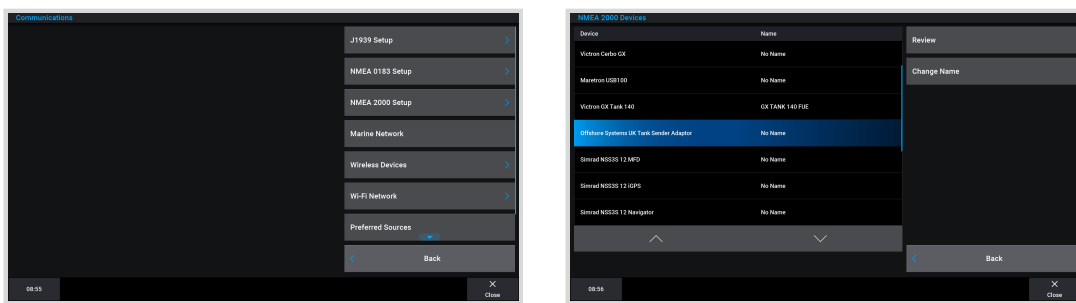 Communications
J1939 Setup
NMEA 0183 Setup
NMEA 2000 Setup
Marine Network
Wireless Devices
Wi-Fi Network
Preferred Sources
Back
08:55
Close
NMEA 2000 Devices
Device Name
Victron Cerbo GX No Name
Maretron USB100 No Name
Victron GX Tank 140 GX TANK 140 FUE
Offshore Systems UK Tank Sender Adaptor No Name
Simrad NSS3S 12 MFD No Name
Simrad NSS3S 12 iGPS No Name
Simrad NSS3S 12 Navigator No Name
Review
Change Name
Back
08:56
Close